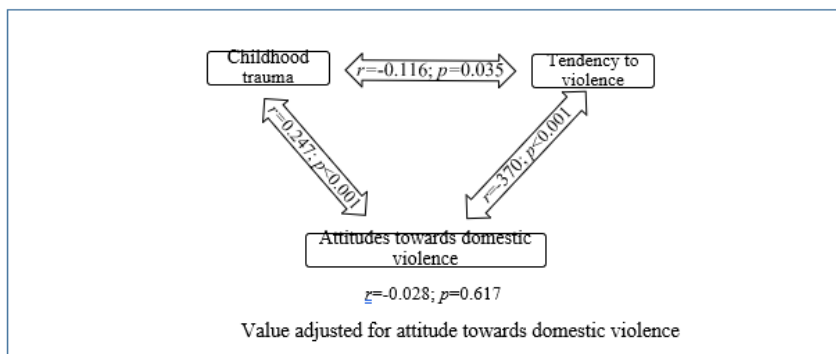 Childhood
trauma
r=-0.116; p=0.035
Tendency to
violence
r=0.247; p<0.001
r=-370; p<0.001
Attitudes towards domestic
violence
r=-0.028; p=0.617
Value adjusted for attitude towards domestic violence